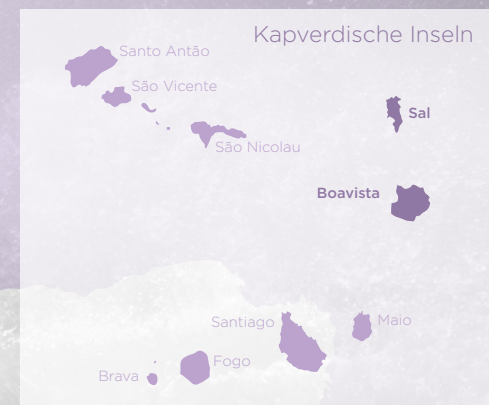 Kapverdische Inseln
Santo Antão
São Vicente
Sal
São Nicolau
Boavista
Santiago
Maio
Fogo
Brava